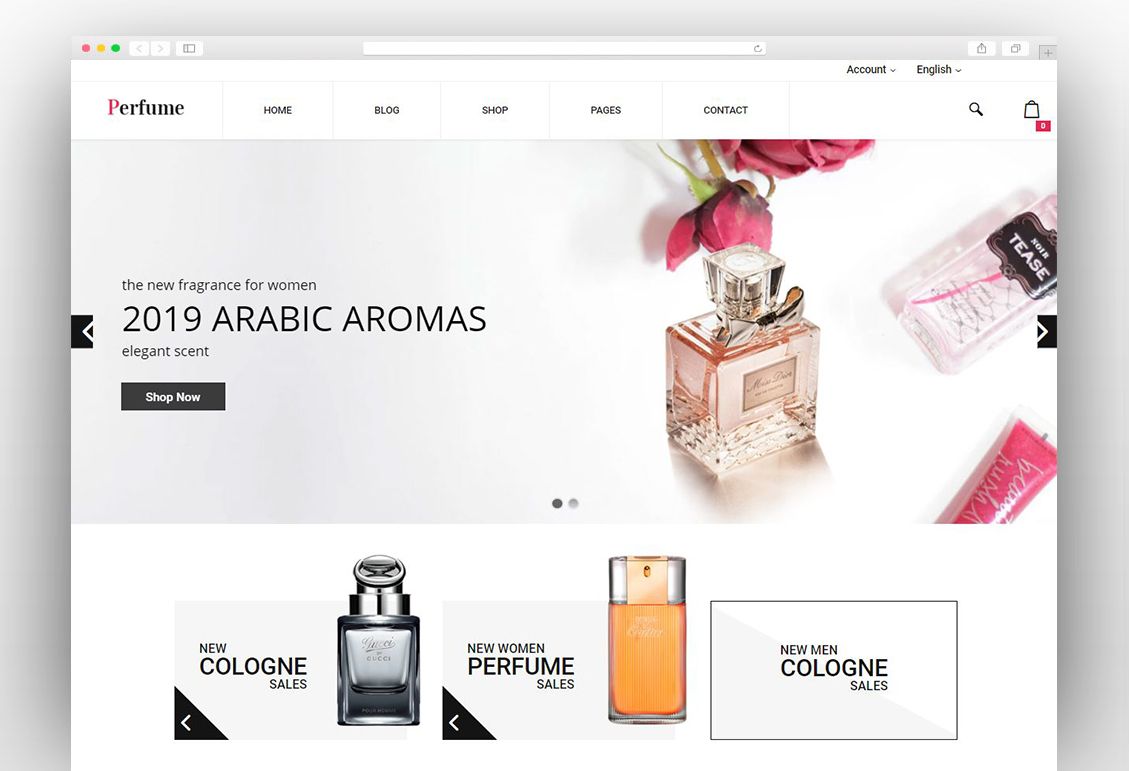 Account
English
Perfume
HOME
BLOG
SHOP
PAGES
CONTACT
0
the new fragrance for women
2019 ARABIC AROMAS
elegant scent
Shop Now
NOIR
TEASE
Miss Dior
NEW
COLOGNE
SALES
Gucci
BY
GUCCI
POUR HOMME
NEW WOMEN
PERFUME
SALES
NEW MEN
COLOGNE
SALES